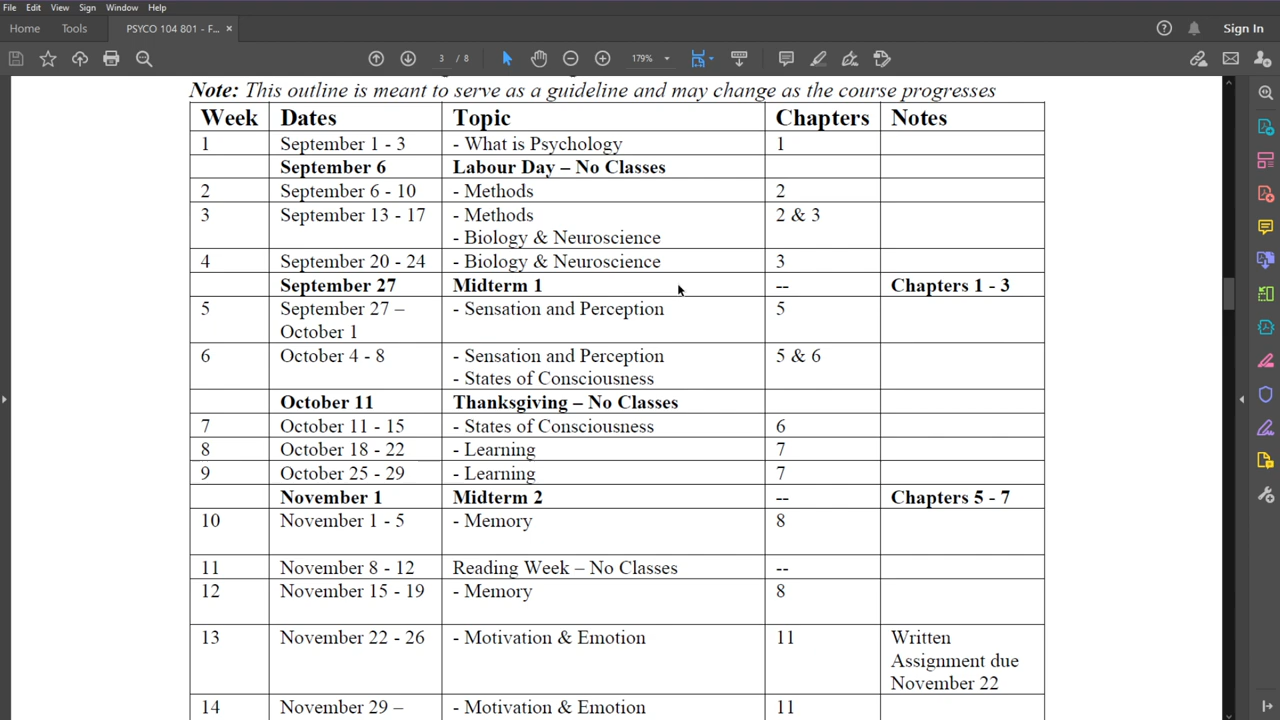 File Edit View Sign Window Help
Home Tools PSYCO 104 801 - F... × Sign In
3 / 8 179%
Note: This outline is meant to serve as a guideline and may change as the course progresses
Week Dates Topic Chapters Notes
1 September 1 - 3 - What is Psychology 1
September 6 Labour Day – No Classes
2 September 6 - 10 - Methods 2
3 September 13 - 17 - Methods 2 & 3
- Biology & Neuroscience
4 September 20 - 24 - Biology & Neuroscience 3
September 27 Midterm 1 -- Chapters 1 - 3
5 September 27 – - Sensation and Perception 5
October 1
6 October 4 - 8 - Sensation and Perception 5 & 6
- States of Consciousness
October 11 Thanksgiving – No Classes
7 October 11 - 15 - States of Consciousness 6
8 October 18 - 22 - Learning 7
9 October 25 - 29 - Learning 7
November 1 Midterm 2 -- Chapters 5 - 7
10 November 1 - 5 - Memory 8
11 November 8 - 12 Reading Week – No Classes --
12 November 15 - 19 - Memory 8
13 November 22 - 26 - Motivation & Emotion 11 Written
Assignment due
November 22
14 November 29 – - Motivation & Emotion 11